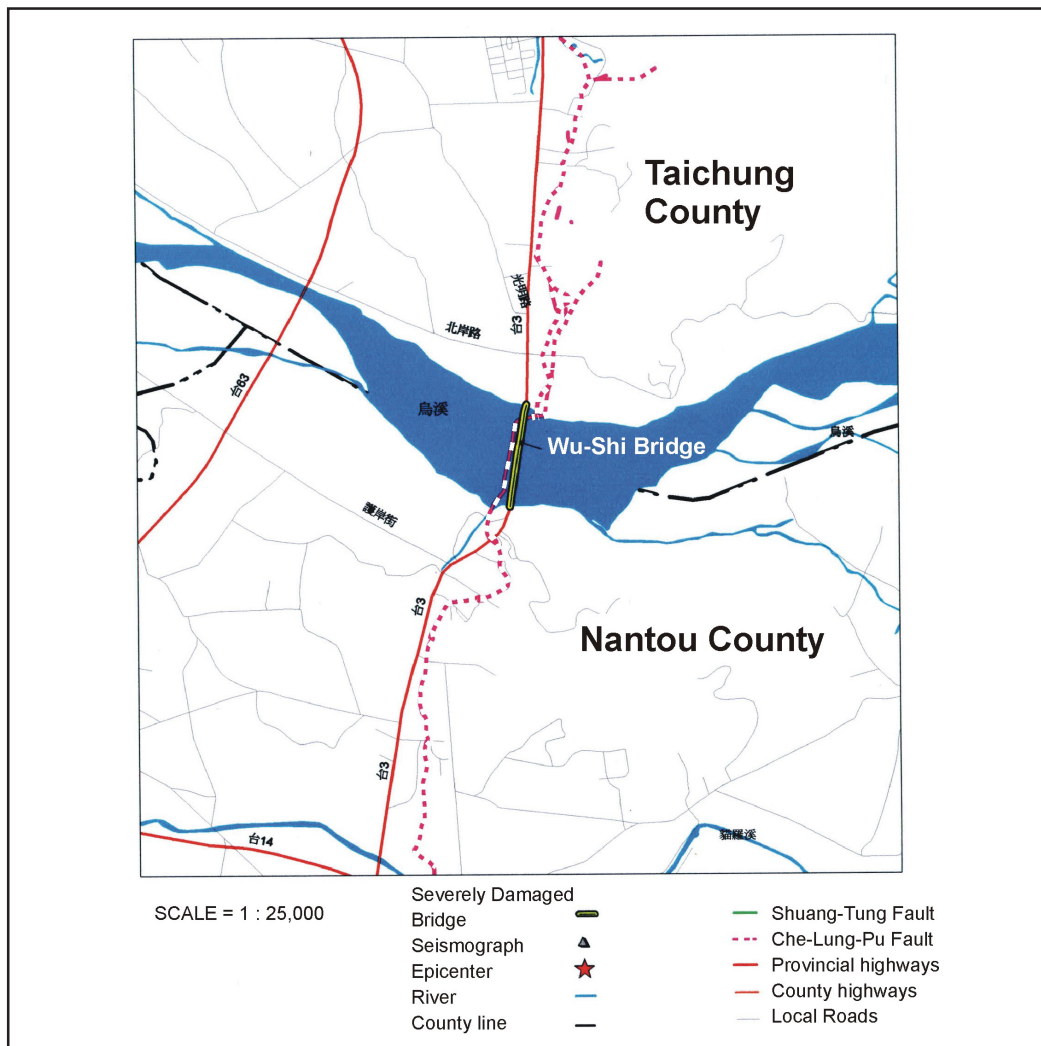 Taichung
County
光明路
台3
北岸路
台63
烏溪
Wu-Shi Bridge
烏溪
護岸街
台3
Nantou County
台3
台14
貓羅溪
SCALE = 1 : 25,000
Severely Damaged
Bridge
Seismograph
Epicenter
River
County line
Shuang-Tung Fault
Che-Lung-Pu Fault
Provincial highways
County highways
Local Roads